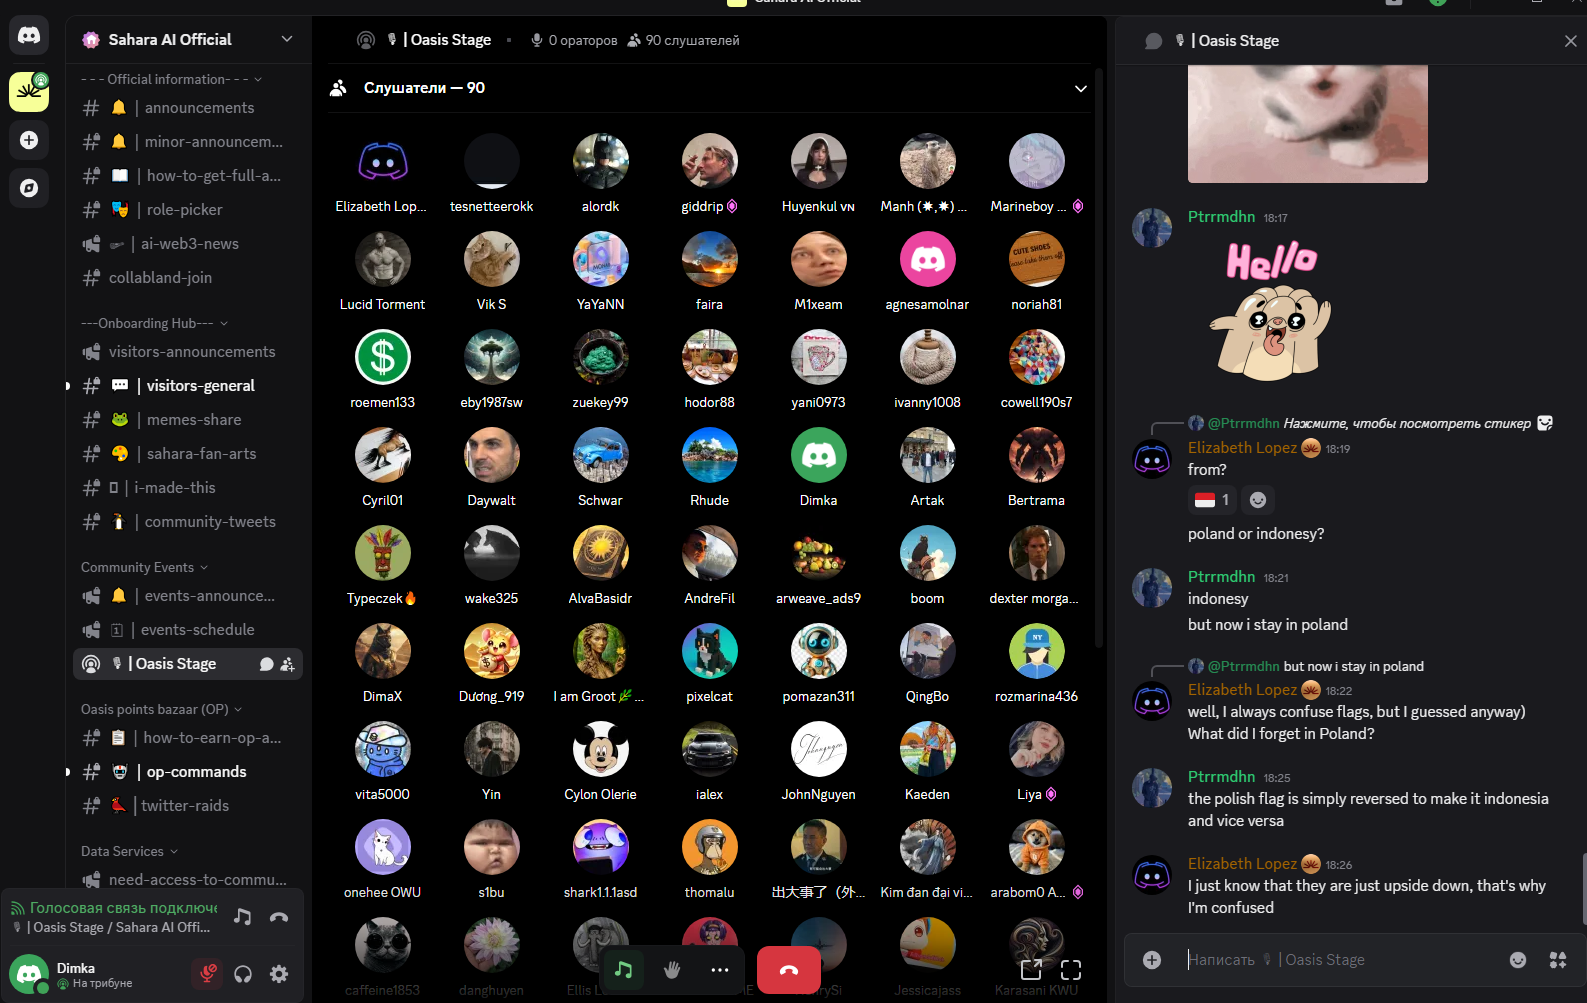 Sahara AI Official
Sahara AI Official
- - - Official information- - -
| announcements
| minor-announcem...
| how-to-get-full-a...
| role-picker
| ai-web3-news
collabland-join
---Onboarding Hub---
visitors-announcements
| visitors-general
| memes-share
| sahara-fan-arts
| i-made-this
| community-tweets
Community Events
| events-announce...
| events-schedule
| Oasis Stage
Oasis points bazaar (OP)
| how-to-earn-op-a...
| op-commands
| twitter-raids
Data Services
need-access-to-commu...
Голосовая связь подключе
| Oasis Stage / Sahara AI Offi...
Dimka
На трибуне
| Oasis Stage
0 ораторов
90 слушателей
Слушатели — 90
Elizabeth Lop... tesnetteerokk alordk giddrip Huyenkul VN Manh (✷,✷) ... Marineboy ...
Lucid Torment Vik S YaYaNN faira M1xeam agnesamolnar noriah81
CUTE SHOES
roemen133 eby1987sw zuekey99 hodor88 yani0973 ivanny1008 cowell190s7
Cyril01 Daywalt Schwar Rhude Dimka Artak Bertrama
Typeczek wake325 AlvaBasidr AndreFil arweave_ads9 boom dexter morga...
NY
DimaX Dương_919 I am Groot ... pixelcat pomazan311 QingBo rozmarina436
vita5000 Yin Cylon Olerie ialex JohnNguyen Kaeden Liya
onehee OWU s1bu shark1.1.1asd thomalu 出大事了（外... Kim đan đại vi... arabom0 A...
caffeine1853 danghuyen Ellis Jessicajass Karasani KWU
| Oasis Stage
Ptrrmdhn 18:17
Hello
@Ptrrmdhn Нажмите, чтобы посмотреть стикер
Elizabeth Lopez 18:19
from?
1
poland or indonesy?
Ptrrmdhn 18:21
indonesy
but now i stay in poland
@Ptrrmdhn but now i stay in poland
Elizabeth Lopez 18:22
well, I always confuse flags, but I guessed anyway)
What did I forget in Poland?
Ptrrmdhn 18:25
the polish flag is simply reversed to make it indonesia
and vice versa
Elizabeth Lopez 18:26
I just know that they are just upside down, that's why
I'm confused
Написать | Oasis Stage